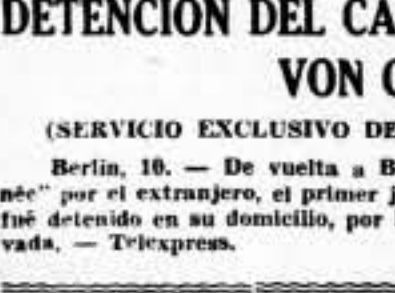 DETENCION DEL CA
VON
(SERVICIO EXCLUSIVO DE
Berlín, 10. — De vuelta a B
née" por el extranjero, el primer
fué detenido en su domicilio, por
vada. — Telexpress.